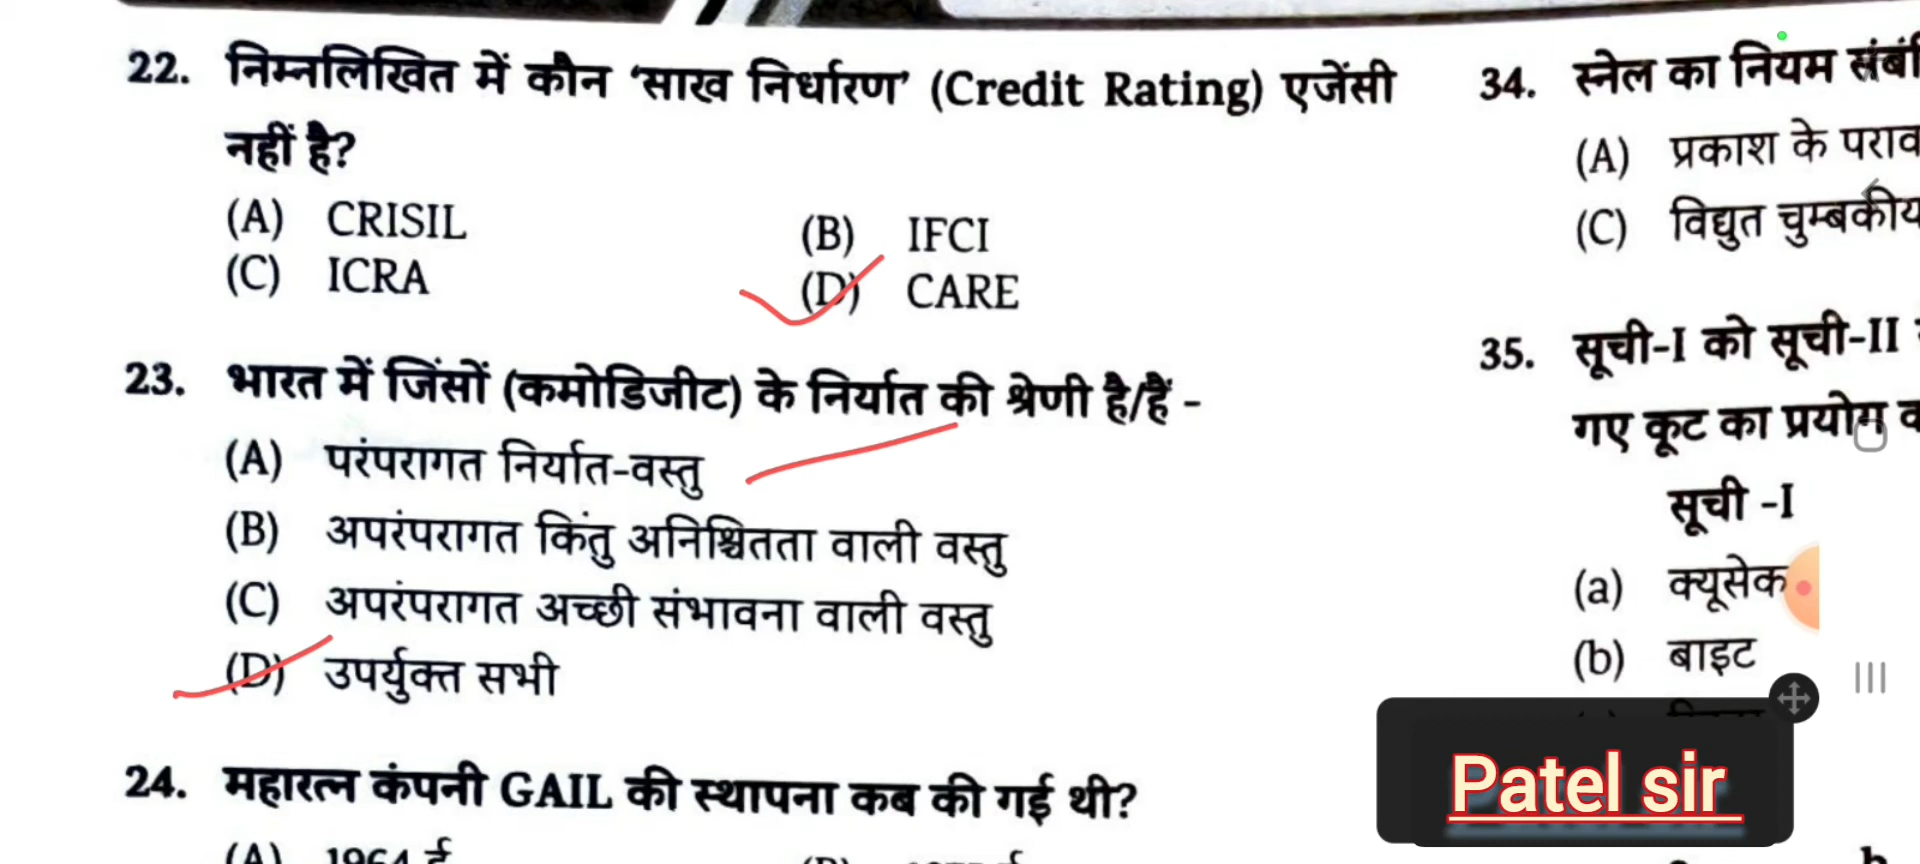 22. निम्नलिखित में कौन ‘साख निर्धारण’ (Credit Rating) एजेंसी
नहीं है?
(A) CRISIL (B) IFCI
(C) ICRA (D) CARE
23. भारत में जिंसों (कमोडिजीट) के निर्यात की श्रेणी है/हैं -
(A) परंपरागत निर्यात-वस्तु
(B) अपरंपरागत किंतु अनिश्चितता वाली वस्तु
(C) अपरंपरागत अच्छी संभावना वाली वस्तु
(D) उपर्युक्त सभी
24. महारत्न कंपनी GAIL की स्थापना कब की गई थी?
(A)
34. स्नेल का नियम
(A) प्रकाश के
(C) विद्युत
35. सूची-I को सूची-II
गए कूट का प्रयोग
सूची -I
(a) क्यूसेक
(b) बाइट
Patel sir